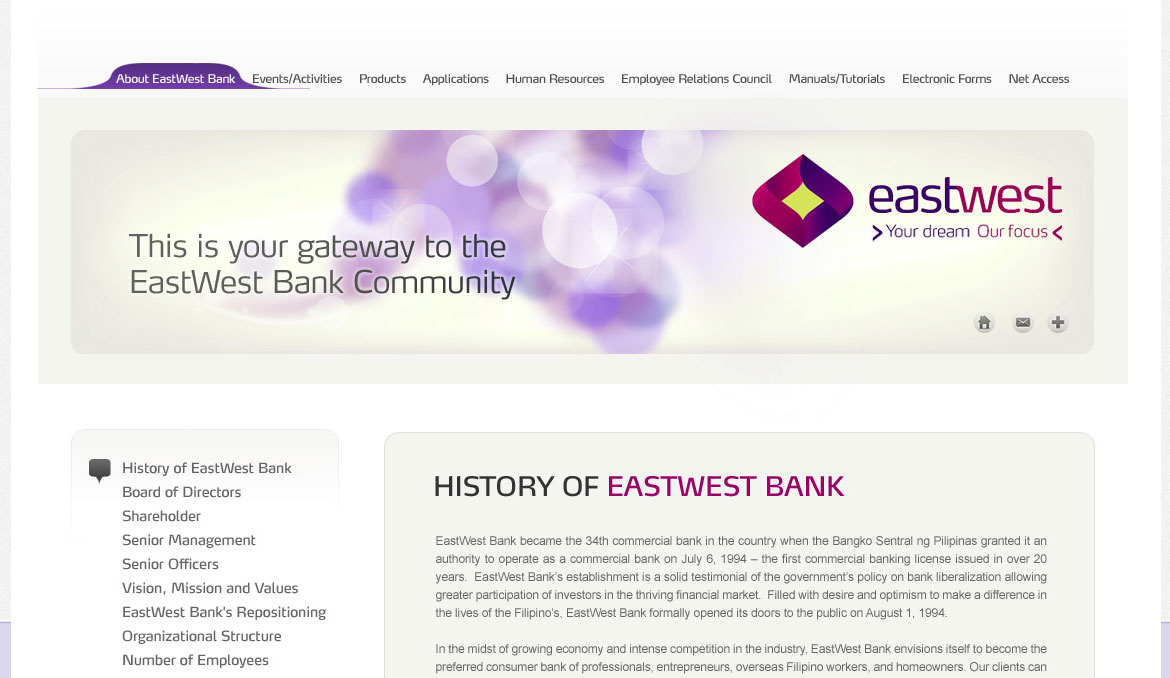 About EastWest Bank Events/Activities Products Applications Human Resources Employee Relations Council Manuals/Tutorials Electronic Forms Net Access
This is your gateway to the
EastWest Bank Community
eastwest
Your dream Our focus
History of EastWest Bank
Board of Directors
Shareholder
Senior Management
Senior Officers
Vision, Mission and Values
EastWest Bank's Repositioning
Organizational Structure
Number of Employees
HISTORY OF EASTWEST BANK
EastWest Bank became the 34th commercial bank in the country when the Bangko Sentral ng Pilipinas granted it an
authority to operate as a commercial bank on July 6, 1994 – the first commercial banking license issued in over 20
years.  EastWest Bank's establishment is a solid testimonial of the government's policy on bank liberalization allowing
greater participation of investors in the thriving financial market.  Filled with desire and optimism to make a difference in
the lives of the Filipino's, EastWest Bank formally opened its doors to the public on August 1, 1994.
In the midst of growing economy and intense competition in the industry, EastWest Bank envisions itself to become the
preferred consumer bank of professionals, entrepreneurs, overseas Filipino workers, and homeowners. Our clients can